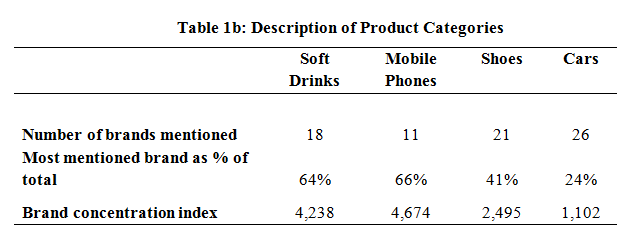 Table 1b: Description of Product Categories
Soft Drinks Mobile Phones Shoes Cars
Number of brands mentioned 18 11 21 26
Most mentioned brand as % of
total 64% 66% 41% 24%
Brand concentration index 4,238 4,674 2,495 1,102